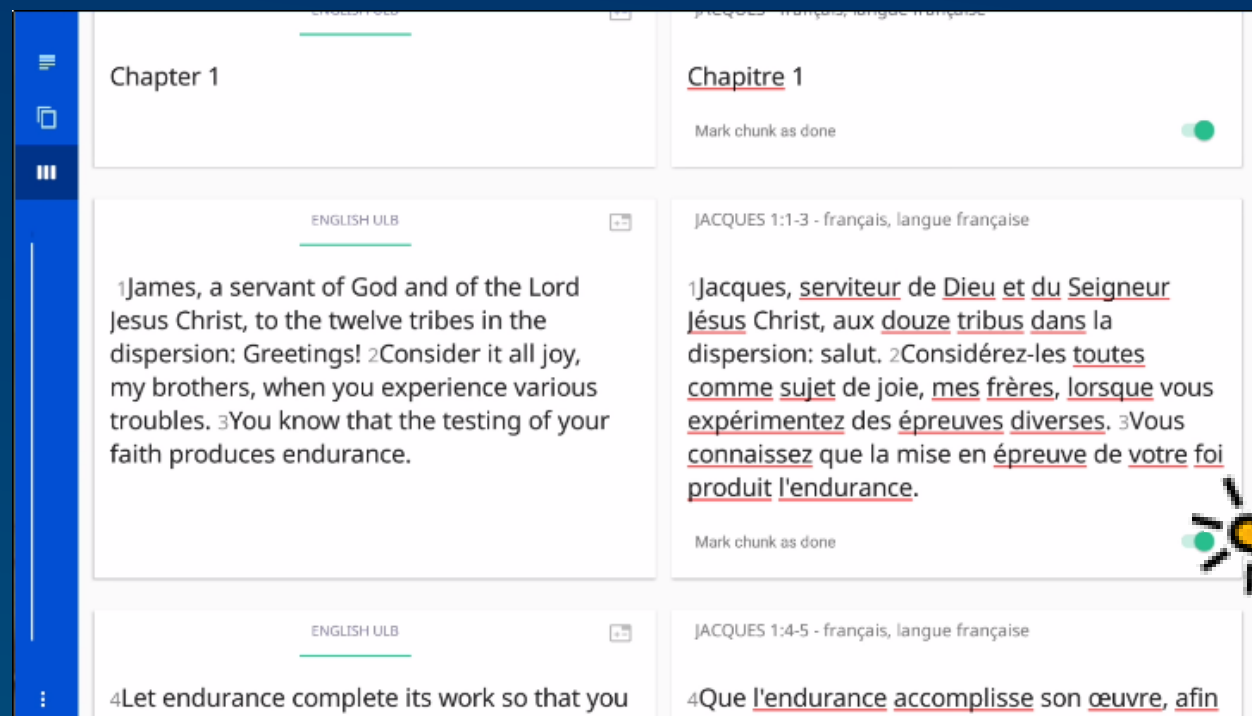 ENGLISH ULB
JACQUES - français, langue française
Chapter 1
Chapitre 1
Mark chunk as done
ENGLISH ULB
1James, a servant of God and of the Lord
Jesus Christ, to the twelve tribes in the
dispersion: Greetings! 2Consider it all joy,
my brothers, when you experience various
troubles. 3You know that the testing of your
faith produces endurance.
JACQUES 1:1-3 - français, langue française
1Jacques, serviteur de Dieu et du Seigneur
Jésus Christ, aux douze tribus dans la
dispersion: salut. 2Considérez-les toutes
comme sujet de joie, mes frères, lorsque vous
expérimentez des épreuves diverses. 3Vous
connaissez que la mise en épreuve de votre foi
produit l'endurance.
Mark chunk as done
ENGLISH ULB
4Let endurance complete its work so that you
JACQUES 1:4-5 - français, langue française
4Que l'endurance accomplisse son œuvre, afin